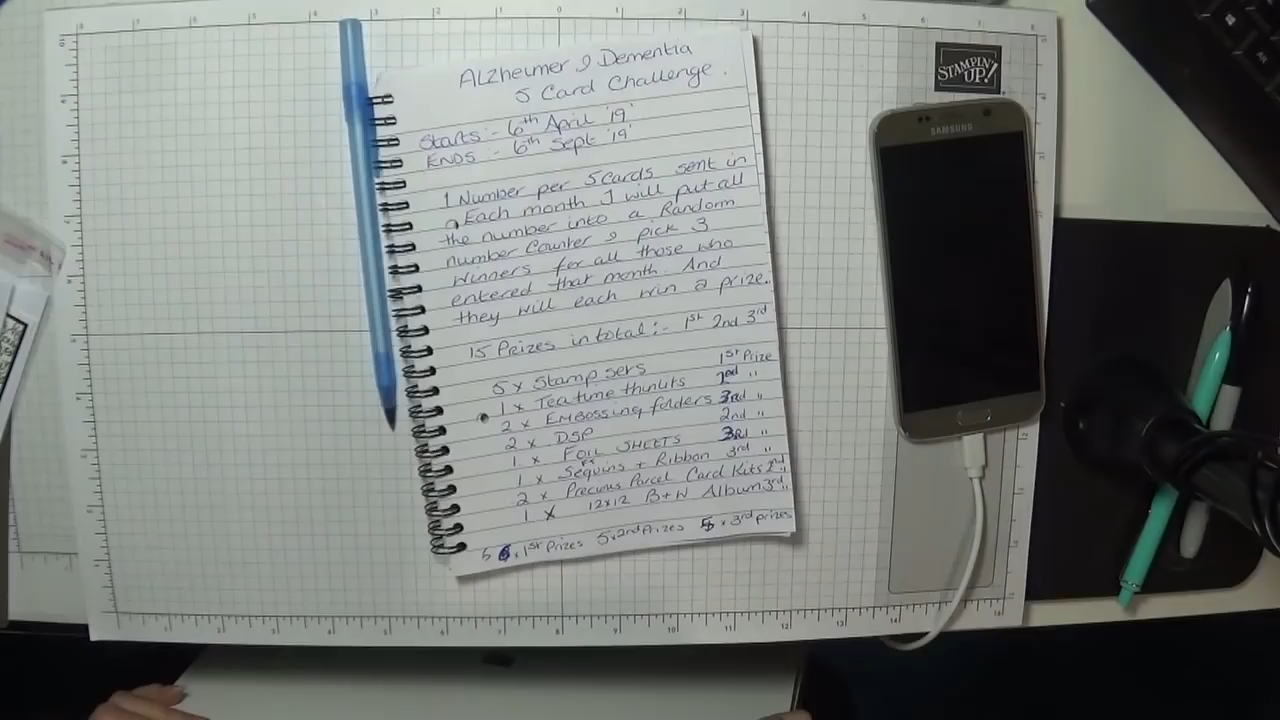 ALzheimer & Dementia
5 Card Challenge.
Starts :- 6th April '19'
ENDS :- 6th Sept '19'
1 Number per 5 Cards sent in
Each month I will put all
the number into a Random
number Counter & pick 3
winners for all those who
entered that month. And
they will each win a prize..
15 Prizes in total :- 1st 2nd 3rd
5 x Stamp sets 1st Prize
1 x Teatime thinlits 2nd "
2 x EMBossing folders 3rd "
2 x DSP 2nd "
1 x FOIL SHEETS 3RD "
1 x Sequins + Ribbon 3rd "
2 x Precious Parcel Card Kits 2nd "
1 x 12x12 B+W Album 3rd "
5 x 1st Prizes 5 x 2nd Prizes 5 x 3rd prizes
STAMPIN' UP!
SAMSUNG